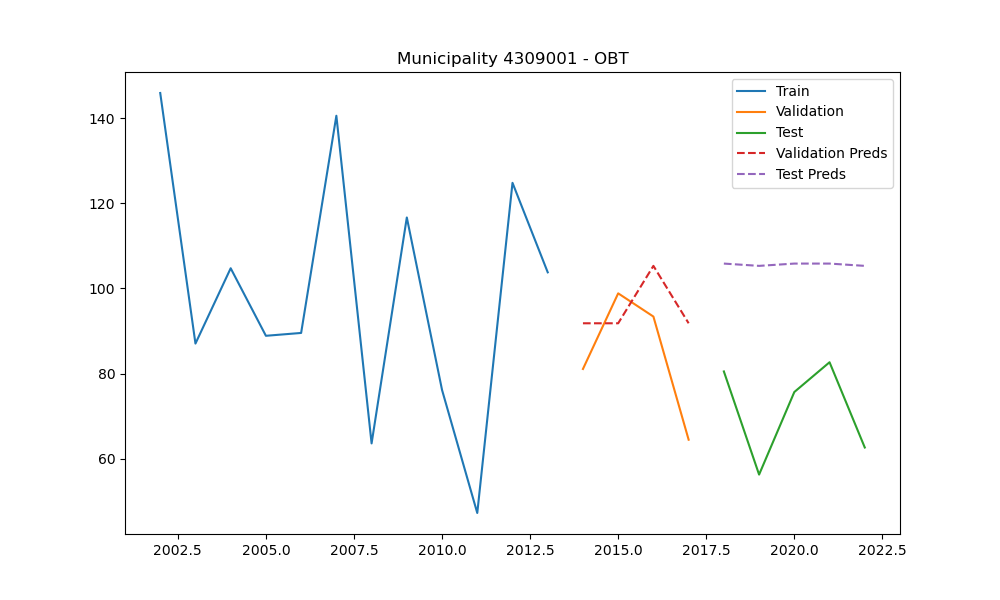 Municipality 4309001 - OBT
Train
Validation
Test
Validation Preds
Test Preds
140
120
100
80
60
2002.5 2005.0 2007.5 2010.0 2012.5 2015.0 2017.5 2020.0 2022.5